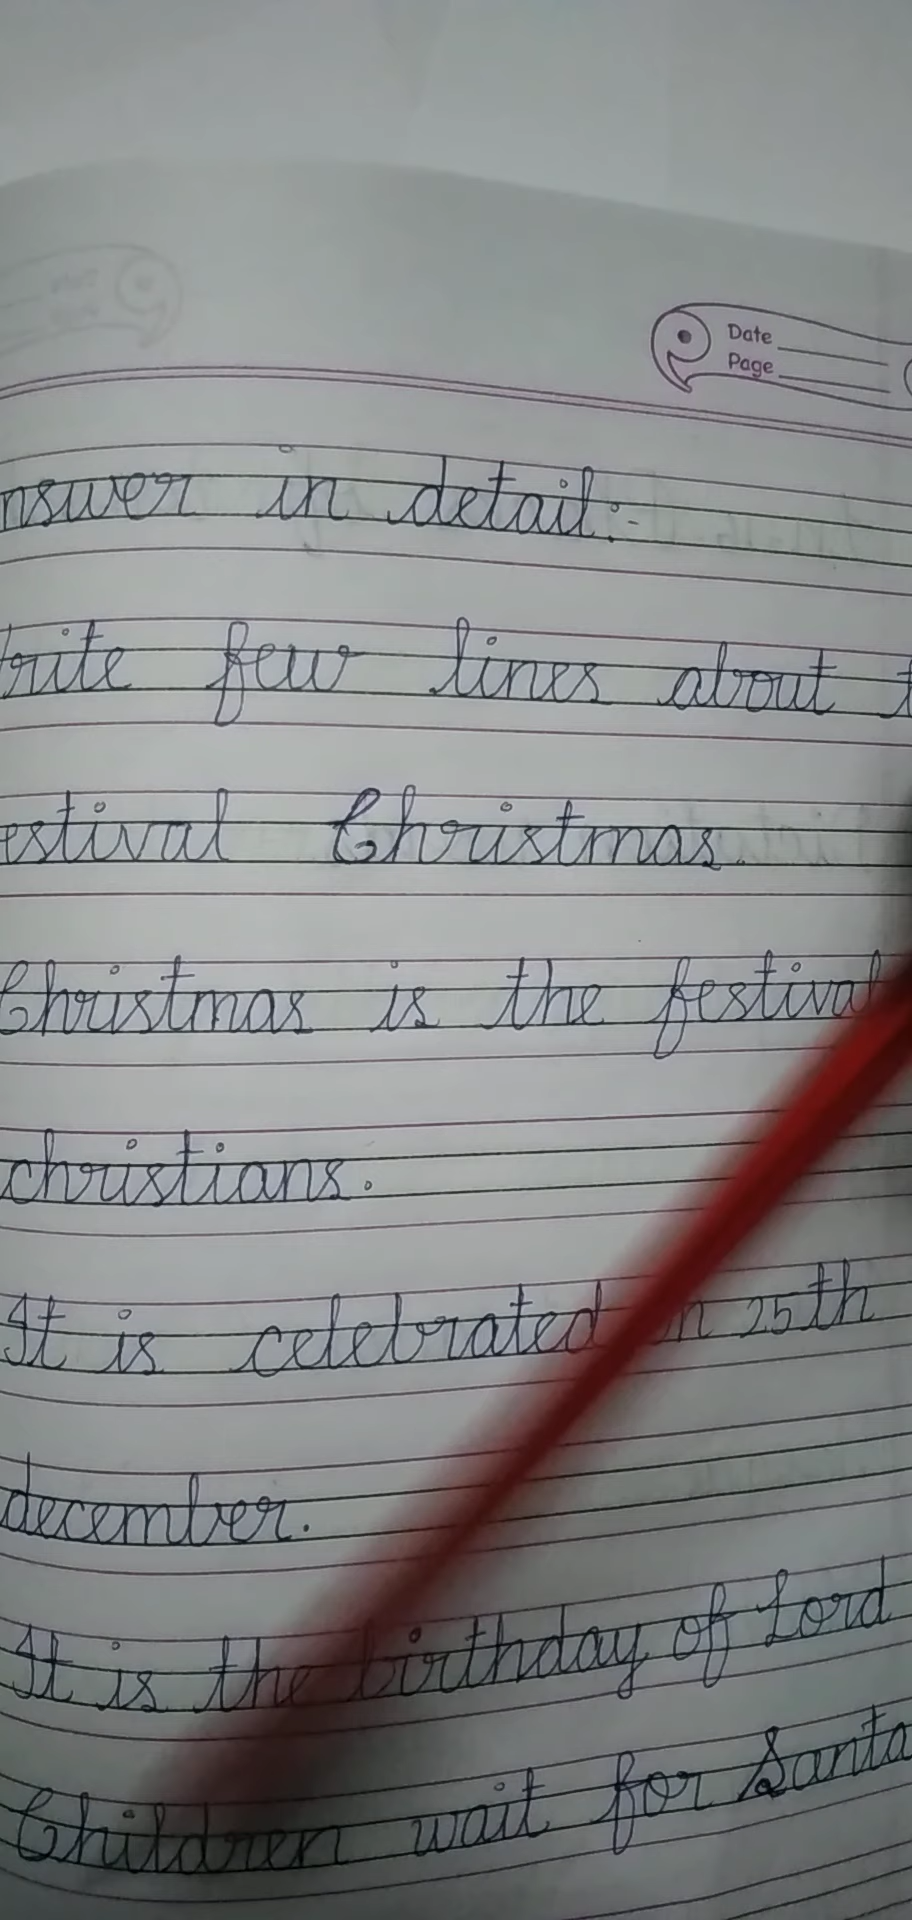 Date
Page
nswer in detail:-
rite few lines about t
estival Christmas.
Christmas is the festival
christians.
It is celebrated n 25th
december.
It is the birthday of Lord
Children wait for Santa